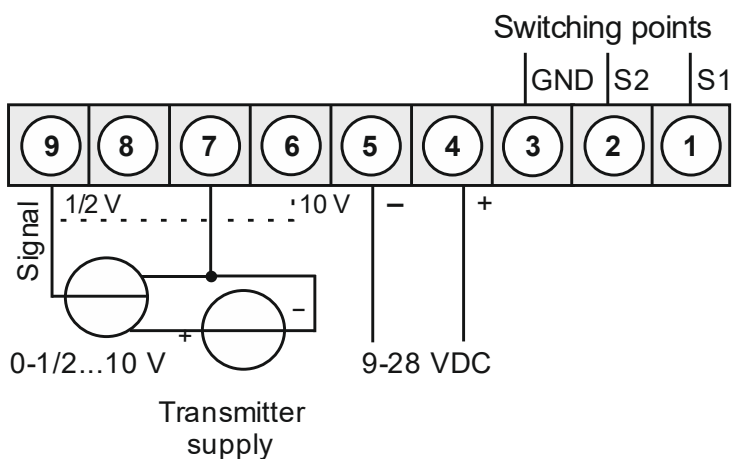 Switching points
GND S2 S1
9 8 7 6 5 4 3 2 1
Signal
1/2 V 10 V – +
–
+
0-1/2...10 V 9-28 VDC
Transmitter
supply